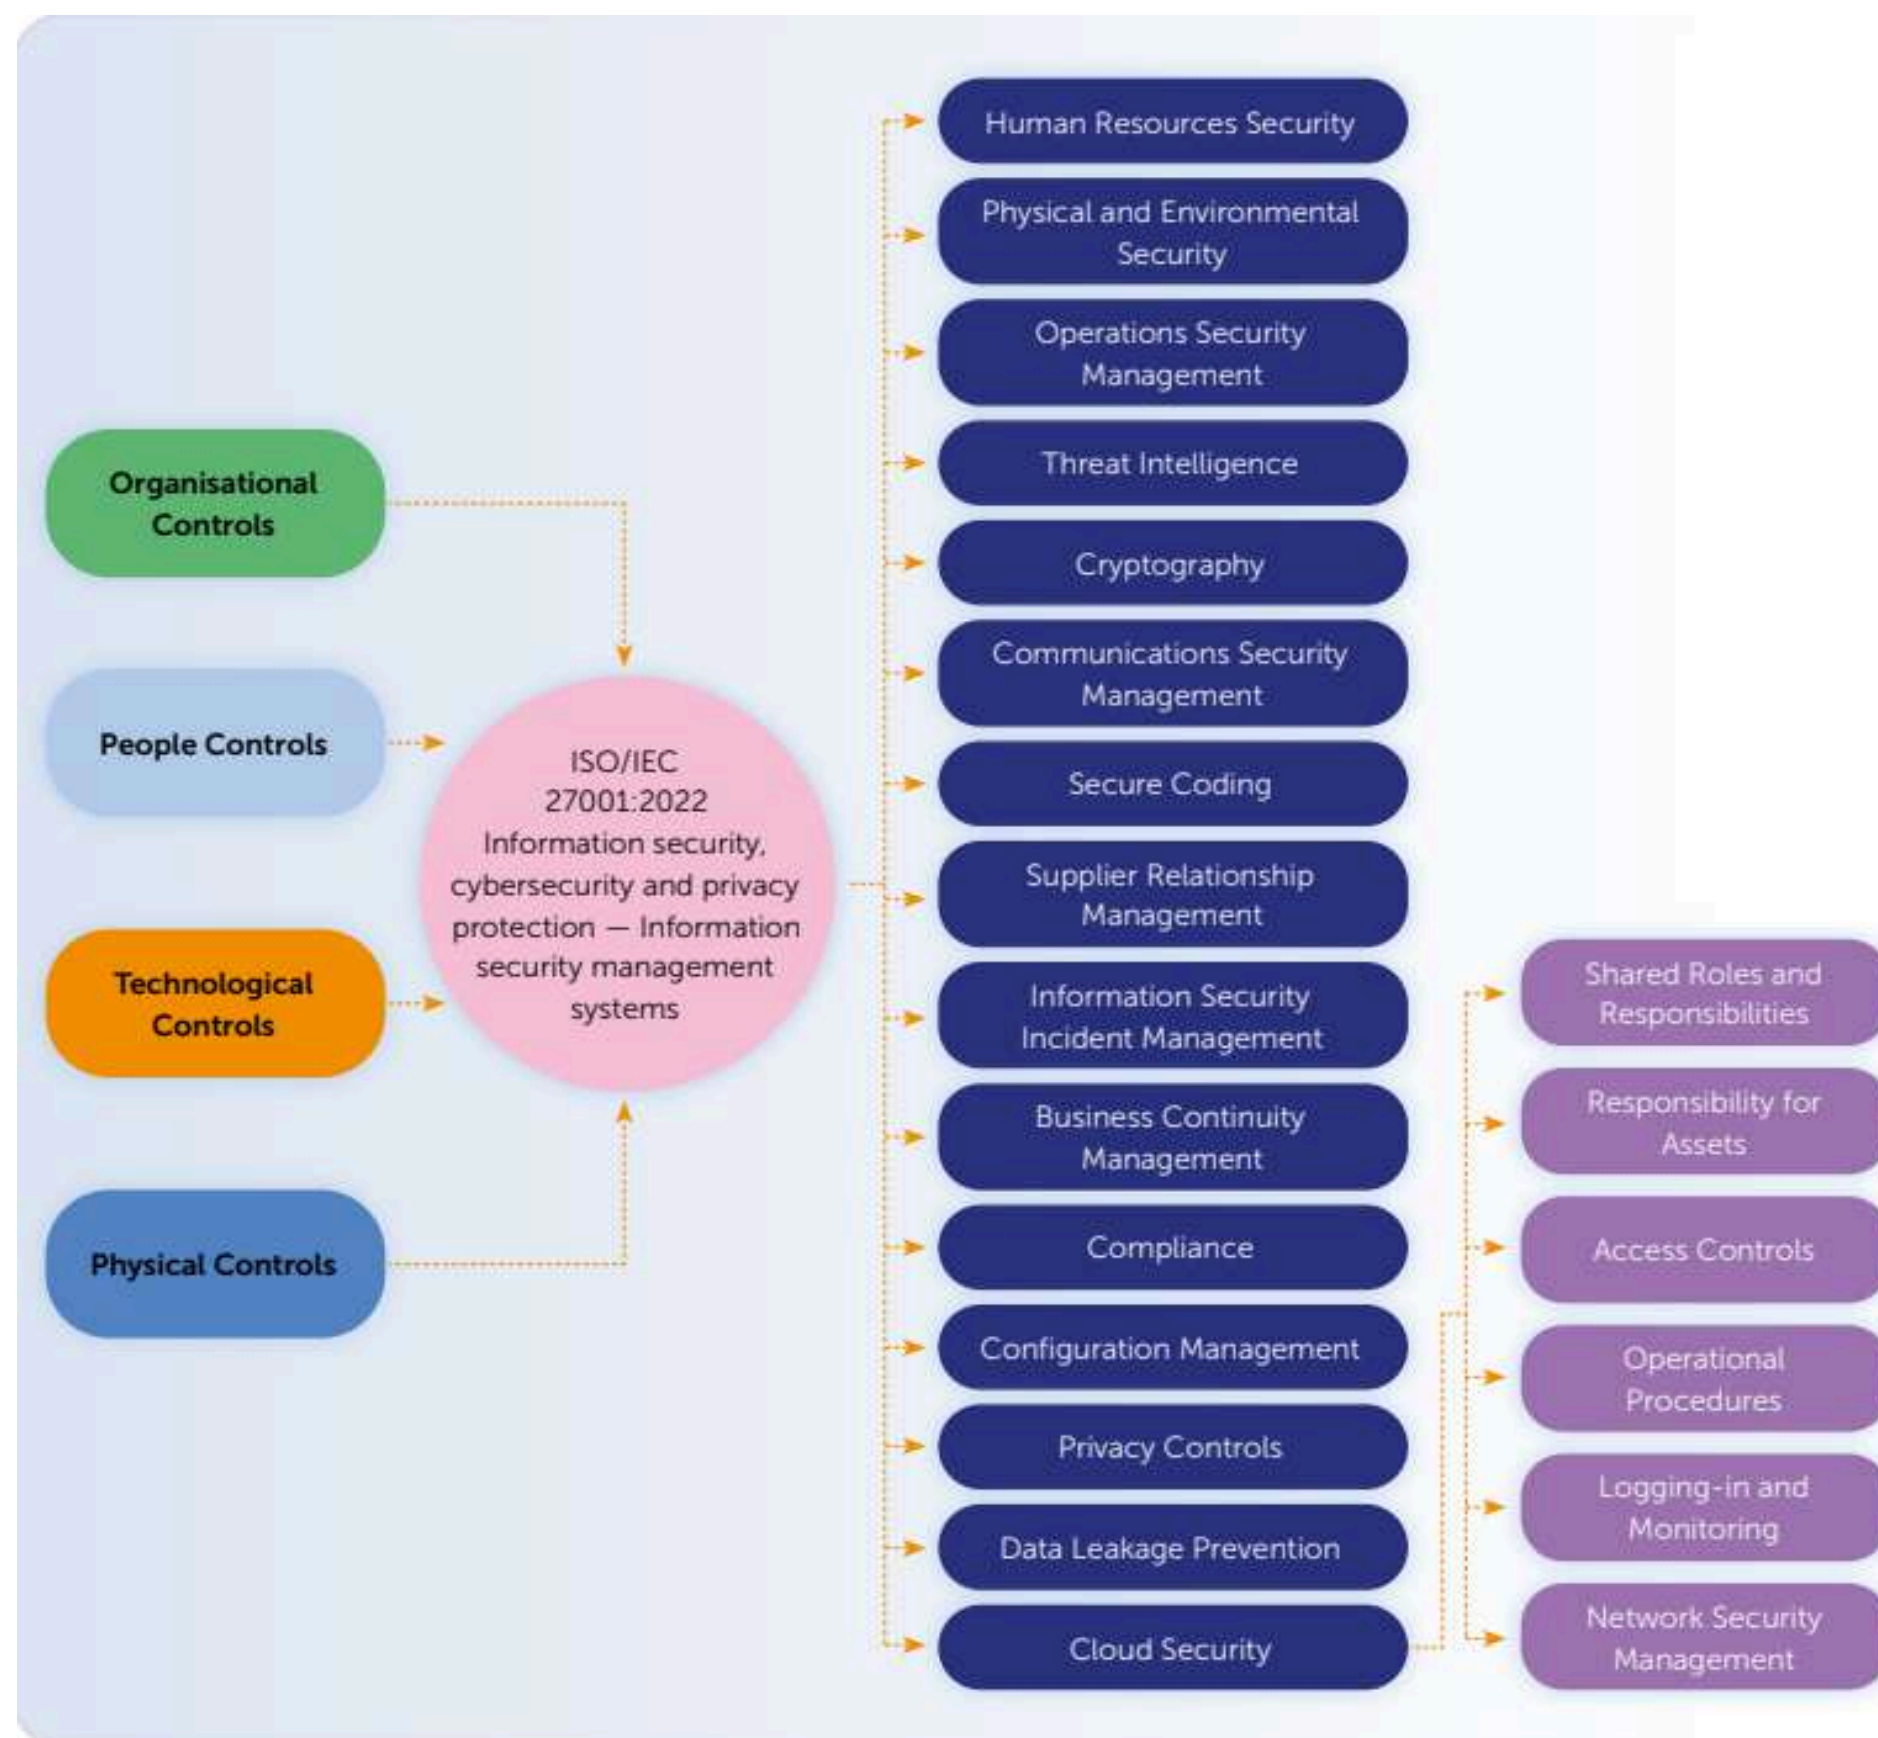 Organisational
Controls
People Controls
Technological
Controls
Physical Controls
ISO/IEC
27001:2022
Information security,
cybersecurity and privacy
protection — Information
security management
systems
Human Resources Security
Physical and Environmental
Security
Operations Security
Management
Threat Intelligence
Cryptography
Communications Security
Management
Secure Coding
Supplier Relationship
Management
Information Security
Incident Management
Business Continuity
Management
Compliance
Configuration Management
Privacy Controls
Data Leakage Prevention
Cloud Security
Shared Roles and
Responsibilities
Responsibility for
Assets
Access Controls
Operational
Procedures
Logging-in and
Monitoring
Network Security
Management